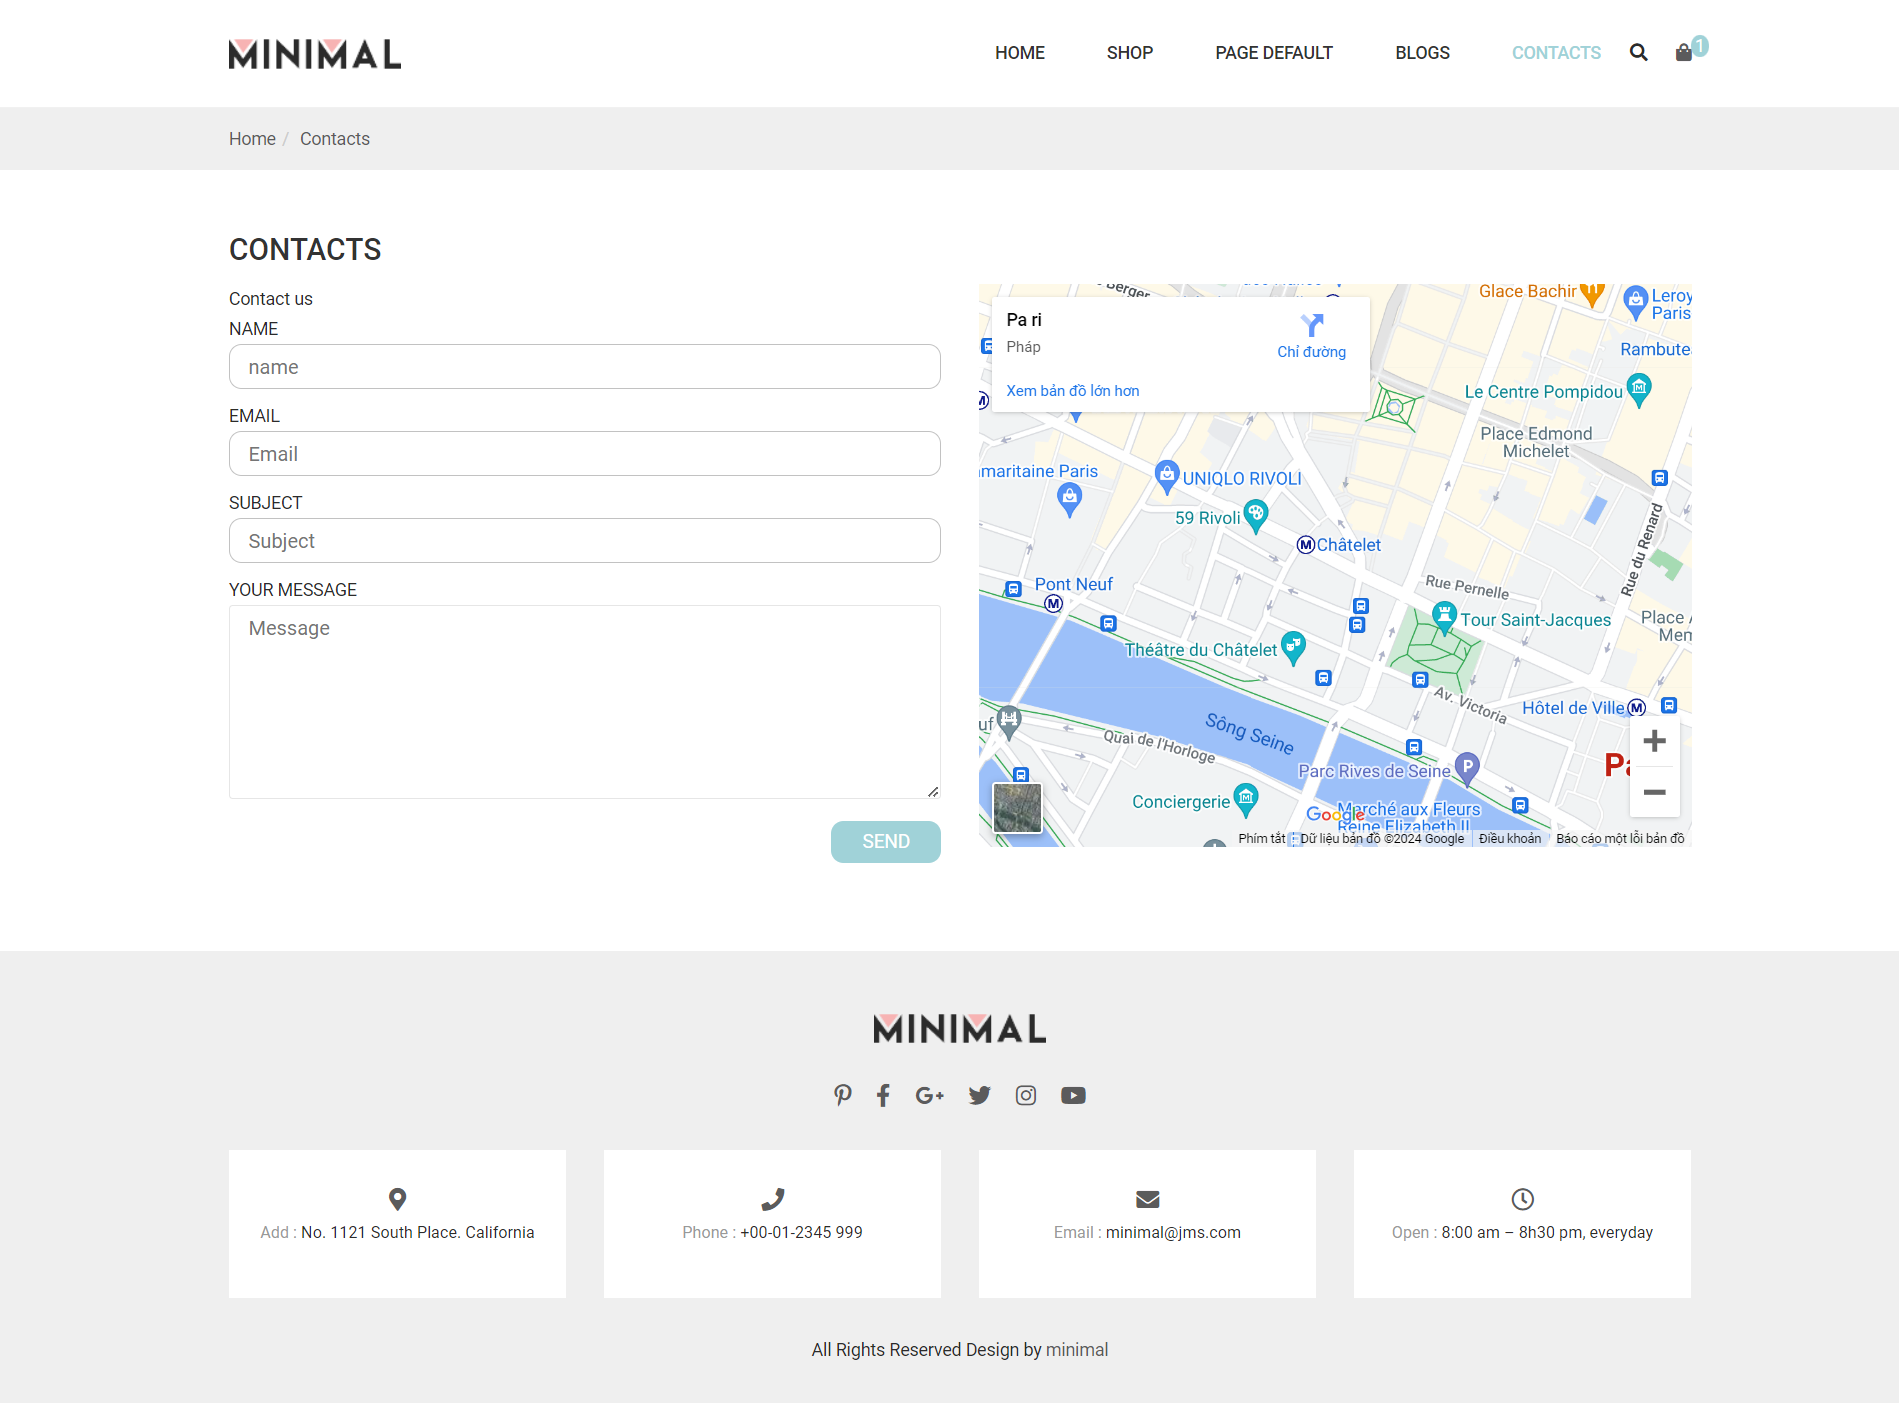 MINIMAL
HOME
SHOP
PAGE DEFAULT
BLOGS
CONTACTS
1
Home / Contacts
CONTACTS
Contact us
NAME
name
EMAIL
Email
SUBJECT
Subject
YOUR MESSAGE
Message
SEND
Berger
Glace Bachir
Leroy
Paris
Pa ri
Pháp
Chỉ đường
Xem bản đồ lớn hơn
Rambute
Le Centre Pompidou
Place Edmond
Michelet
maritaine Paris
UNIQLO RIVOLI
59 Rivoli
Châtelet
Rue du Renard
Pont Neuf
Rue Pernelle
Tour Saint-Jacques
Place
Mem
Théâtre du Châtelet
Av. Victoria
Hôtel de Ville
uf
Sông Seine
Quai de l'Horloge
Parc Rives de Seine
P
Conciergerie
Marché aux Fleurs
Reine Elizabeth II
Google
Phím tắt
Dữ liệu bản đồ ©2024 Google
Điều khoản
Báo cáo một lỗi bản đồ
MINIMAL
Add : No. 1121 South Place. California
Phone : +00-01-2345 999
Email : minimal@jms.com
Open : 8:00 am – 8h30 pm, everyday
All Rights Reserved Design by minimal